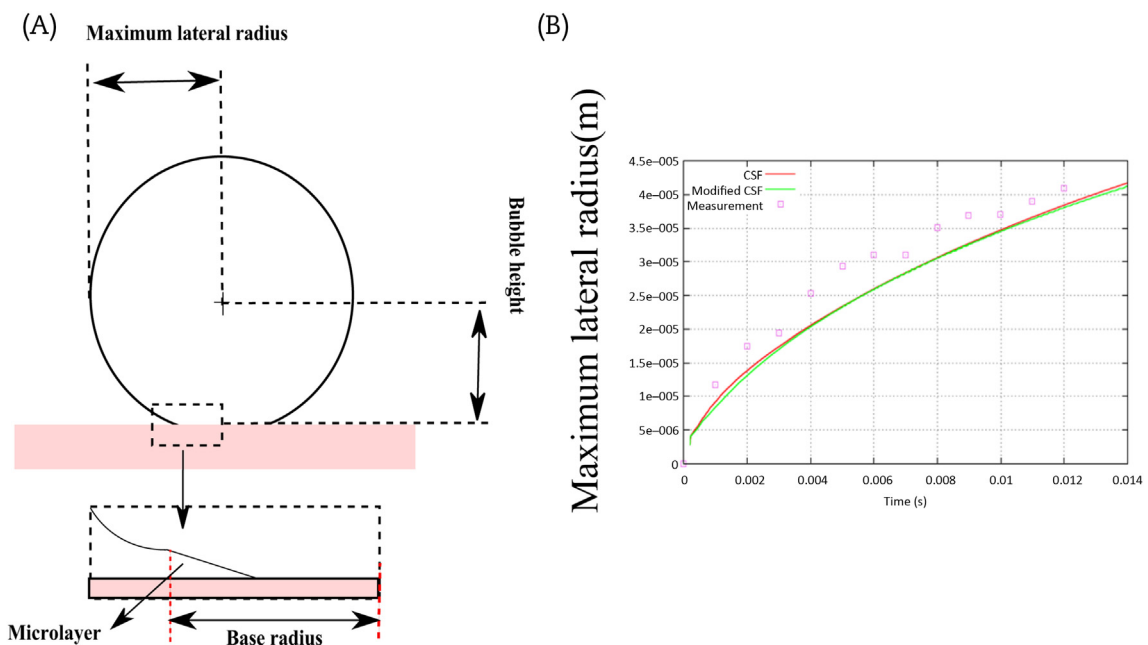 (A)
Maximum lateral radius
Bubble height
Microlayer
Base radius
(B)
Maximum lateral radius(m)
4.5e–005
4e–005
3.5e–005
3e–005
2.5e–005
2e–005
1.5e–005
1e–005
5e–006
0
CSF
Modified CSF
Measurement
0 0.002 0.004 0.006 0.008 0.01 0.012 0.014
Time (s)